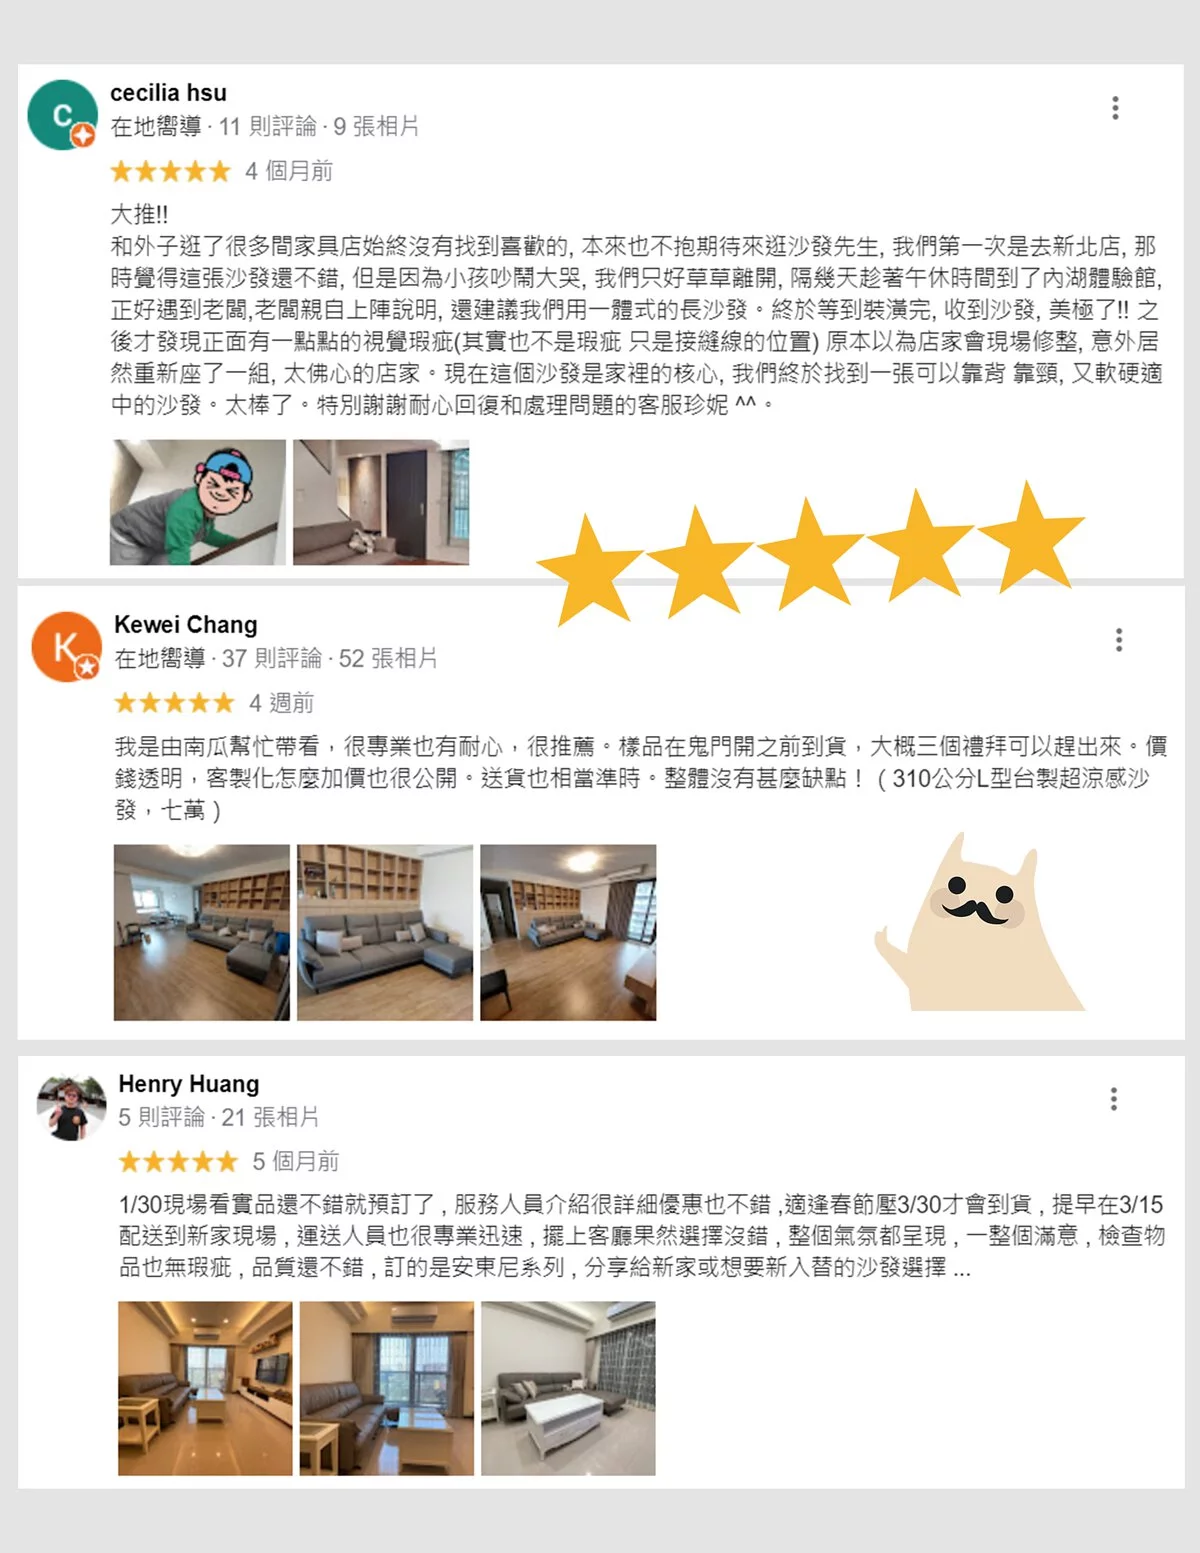 C
cecilia hsu
在地嚮導 · 11 則評論 · 9 張相片
4 個月前
大推!!
和外子逛了很多間家具店始終沒有找到喜歡的, 本來也不抱期待來逛沙發先生, 我們第一次是去新北店, 那
時覺得這張沙發還不錯, 但是因為小孩吵鬧大哭, 我們只好草草離開, 隔幾天趁著午休時間到了內湖體驗館,
正好遇到老闆,老闆親自上陣說明, 還建議我們用一體式的長沙發。終於等到裝潢完, 收到沙發, 美極了!! 之
後才發現正面有一點點的視覺瑕疵(其實也不是瑕疵 只是接縫線的位置) 原本以為店家會現場修整, 意外居
然重新座了一組, 太佛心的店家。現在這個沙發是家裡的核心, 我們終於找到一張可以靠背 靠頸, 又軟硬適
中的沙發。太棒了。特別謝謝耐心回復和處理問題的客服珍妮 ^^ 。
K
Kewei Chang
在地嚮導 · 37 則評論 · 52 張相片
4 週前
我是由南瓜幫忙帶看，很專業也有耐心，很推薦。樣品在鬼門開之前到貨，大概三個禮拜可以趕出來。價
錢透明，客製化怎麼加價也很公開。送貨也相當準時。整體沒有甚麼缺點！（310公分L型台製超涼感沙
發，七萬）
Henry Huang
5 則評論 · 21 張相片
5 個月前
1/30現場看實品還不錯就預訂了 , 服務人員介紹很詳細優惠也不錯 ,適逢春節壓3/30才會到貨 , 提早在3/15
配送到新家現場 , 運送人員也很專業迅速 , 擺上客廳果然選擇沒錯 , 整個氣氛都呈現 , 一整個滿意 , 檢查物
品也無瑕疵 , 品質還不錯 , 訂的是安東尼系列 , 分享給新家或想要新入替的沙發選擇 ...